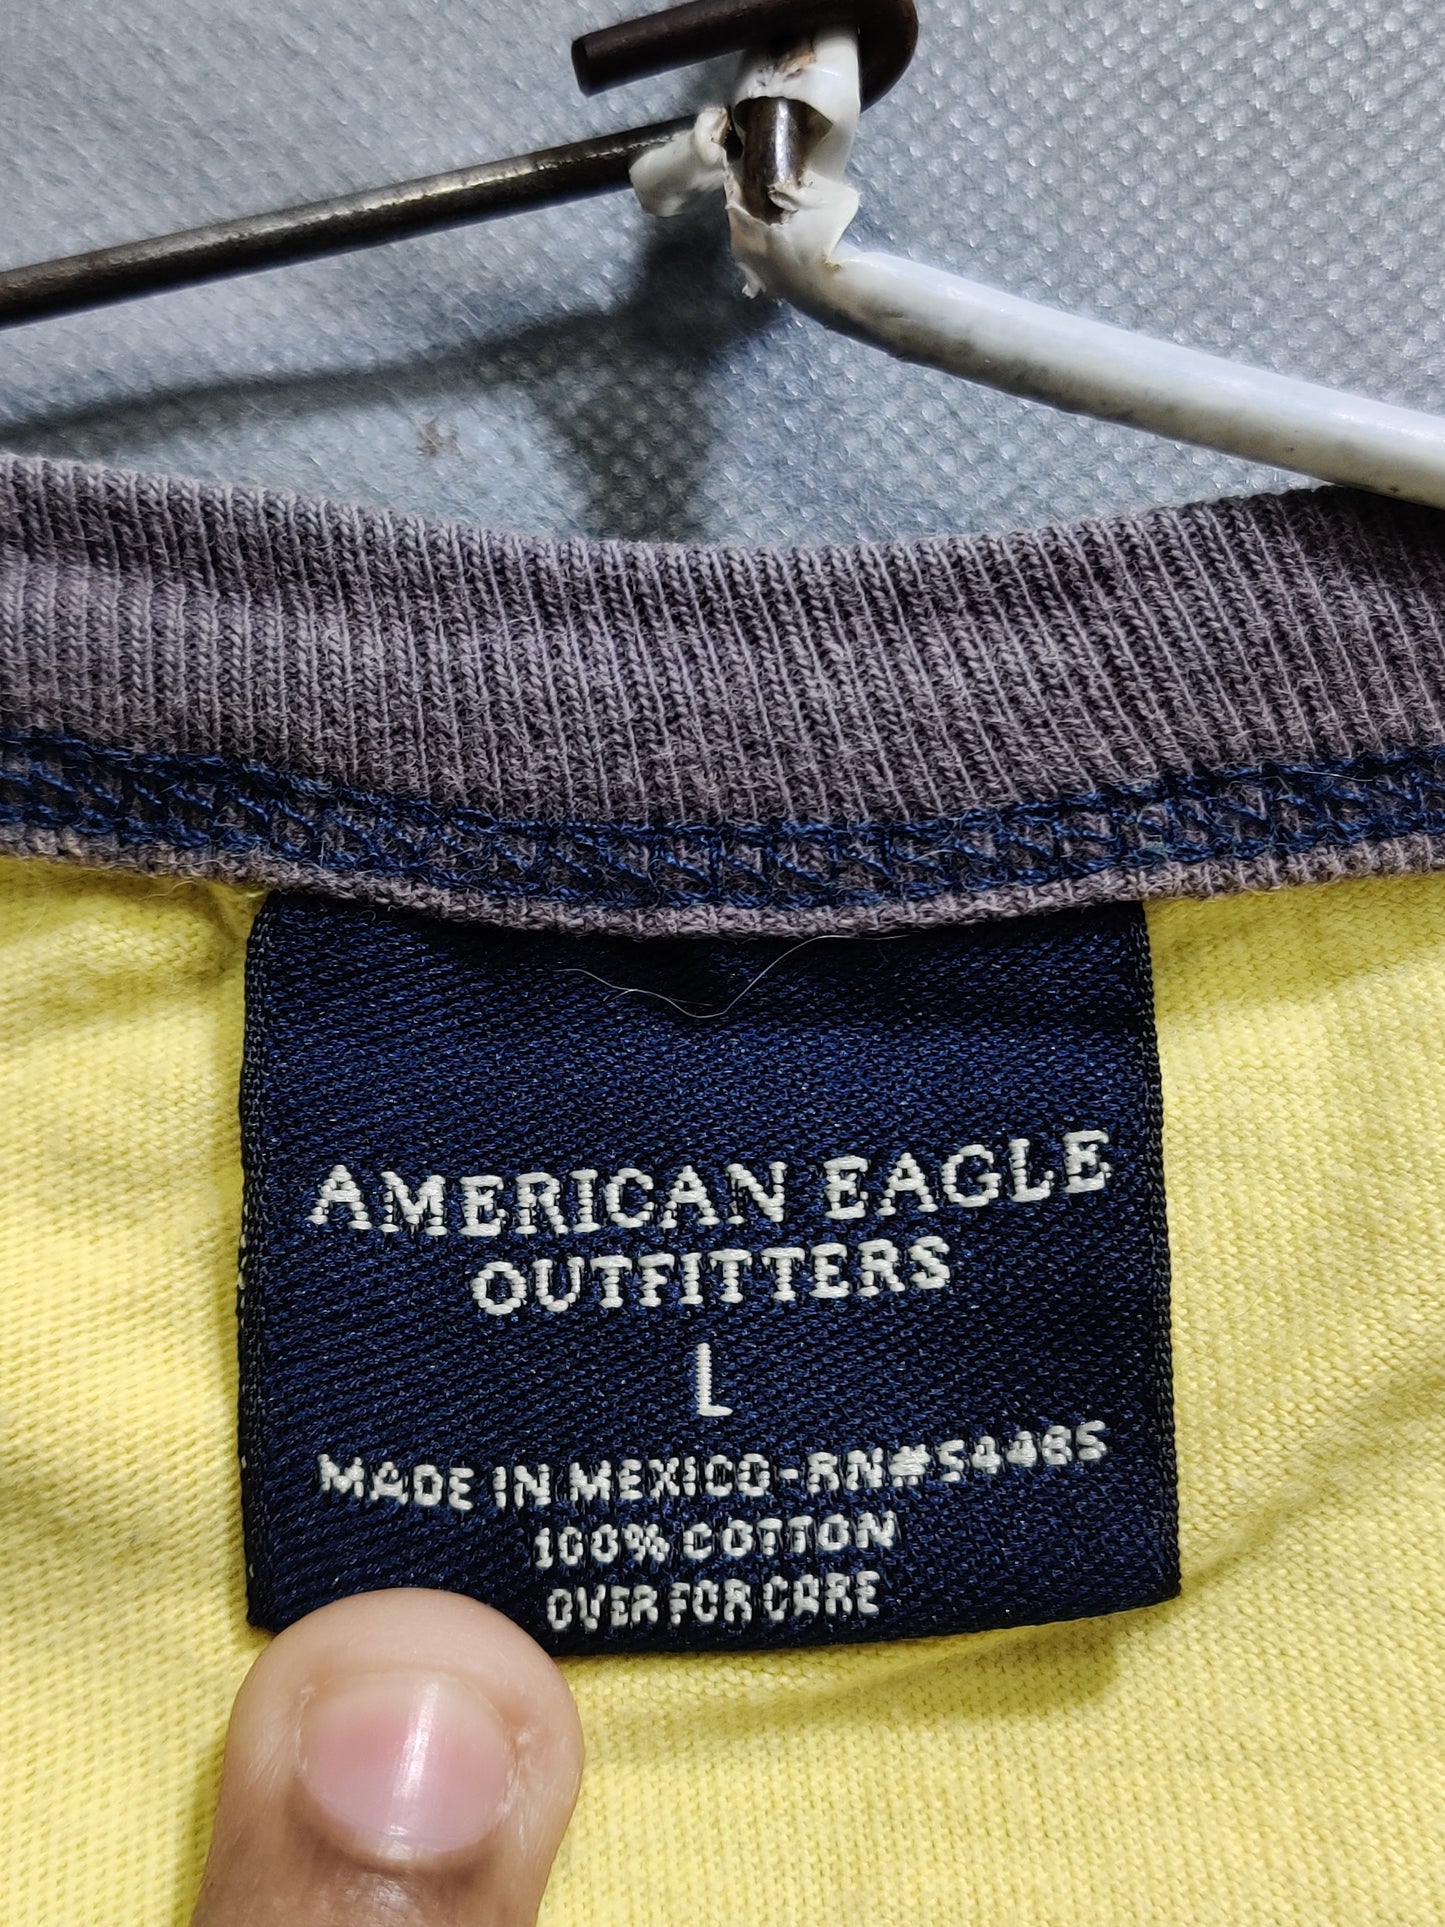 AMERICAN EAGLE
OUTFITTERS
L
MADE IN MEXICO-RN#54485
100% COTTON
OVER FOR CARE